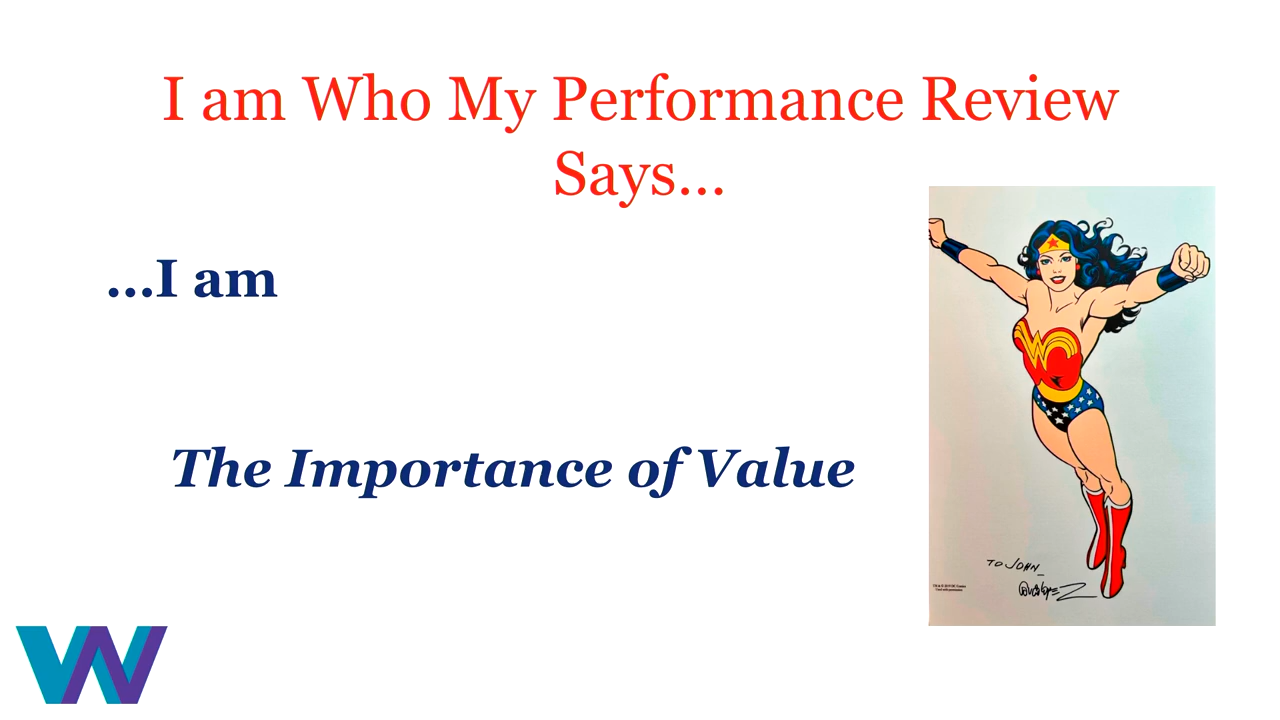 I am Who My Performance Review
Says...
...I am
The Importance of Value
TO JOHN